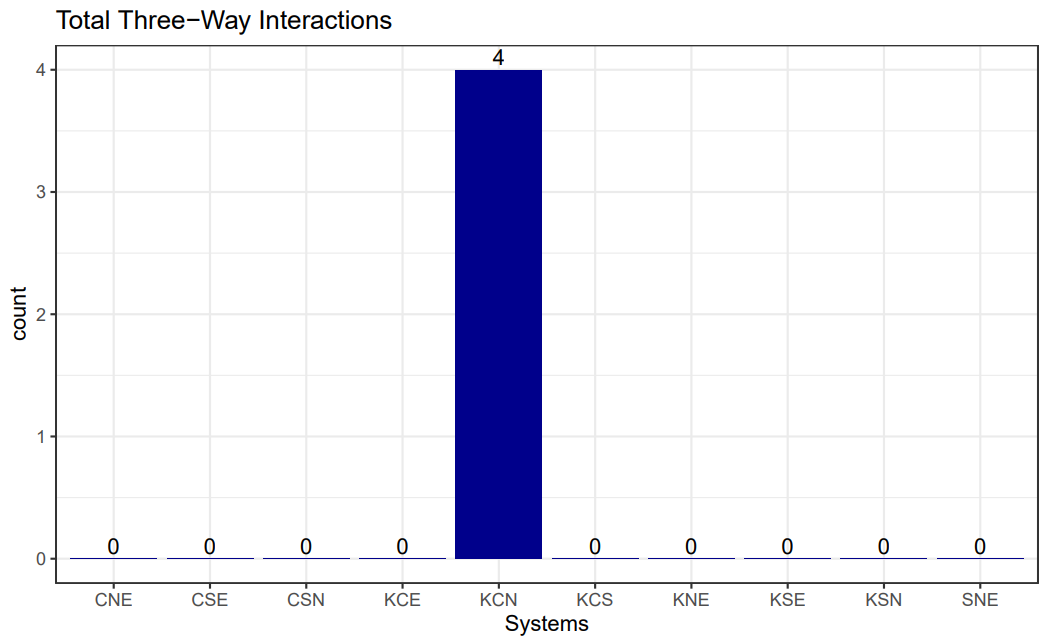 Total Three−Way Interactions
4
4
3
2
1
0
0 0 0 0 0 0 0 0 0
count
CNE CSE CSN KCE KCN KCS KNE KSE KSN SNE
Systems